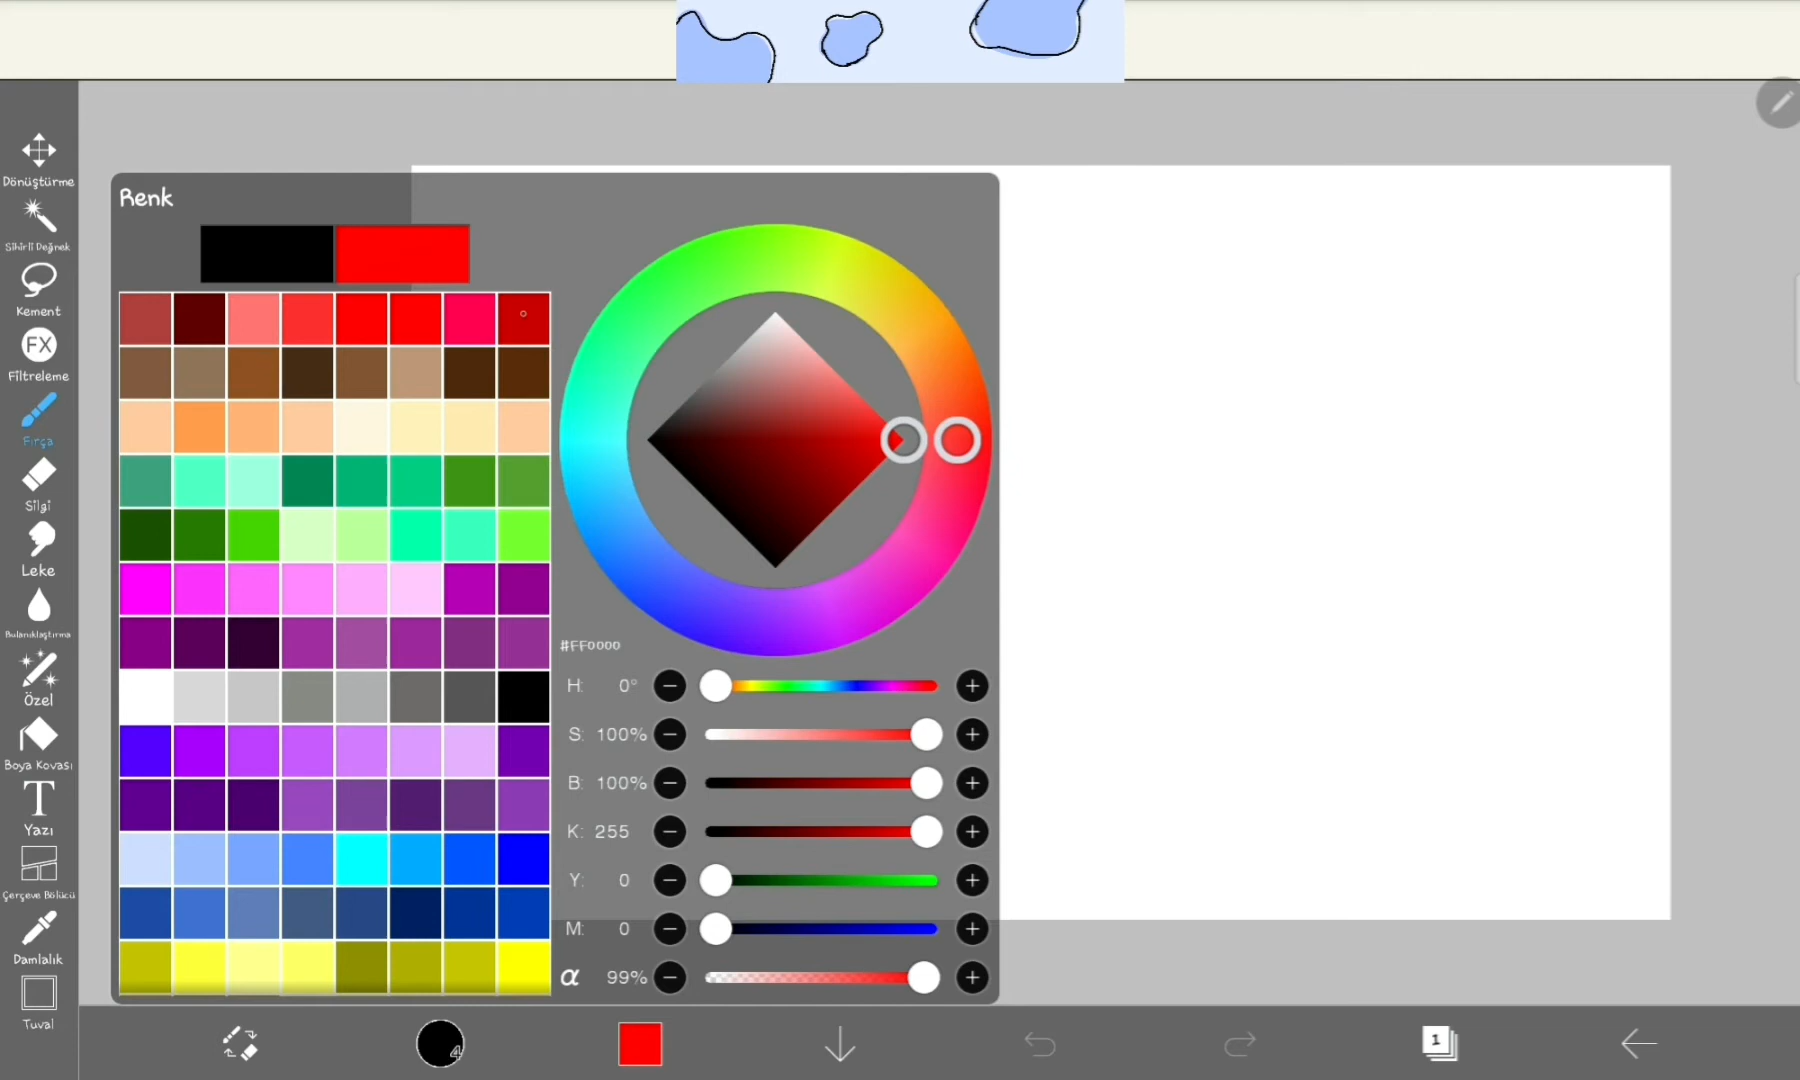 Renk
Dönüştürme
Sihirli Değnek
Kement
FX
Filtreleme
Fırça
Silgi
Leke
Bulanıklaştırma
Özel
Boya Kovası
T
Yazı
Çerçeve Bölücü
Damlalık
Tuval
#FF0000
H: 0°
S: 100%
B: 100%
K: 255
Y: 0
M: 0
α 99%
4
1